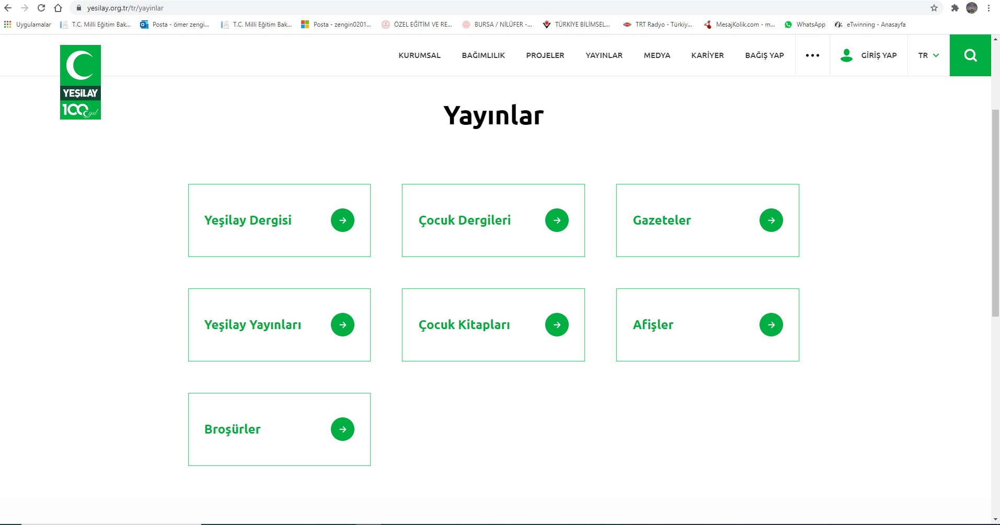 yesilay.org.tr/tr/yayinlar
Uygulamalar T.C. Milli Eğitim Bak... Posta - ömer zengi... T.C. Milli Eğitim Bak... Posta - zengin0201... ÖZEL EĞİTİM VE RE... BURSA / NİLÜFER -... TÜRKİYE BİLİMSEL... TRT Radyo - Türkiy... MesajKolik.com - m... WhatsApp eTwinning - Anasayfa
KURUMSAL BAĞIMLILIK PROJELER YAYINLAR MEDYA KARİYER BAĞIŞ YAP ••• GİRİŞ YAP TR
YEŞİLAY
100. yıl
Yayınlar
Yeşilay Dergisi Çocuk Dergileri Gazeteler
Yeşilay Yayınları Çocuk Kitapları Afişler
Broşürler